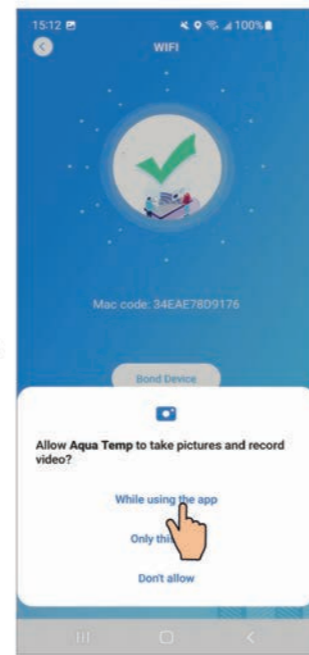 15:12 100%
WIFI
Mac code: 34EAE78D9176
Bond Device
Allow Aqua Temp to take pictures and record
video?
While using the app
Only
Don't allow